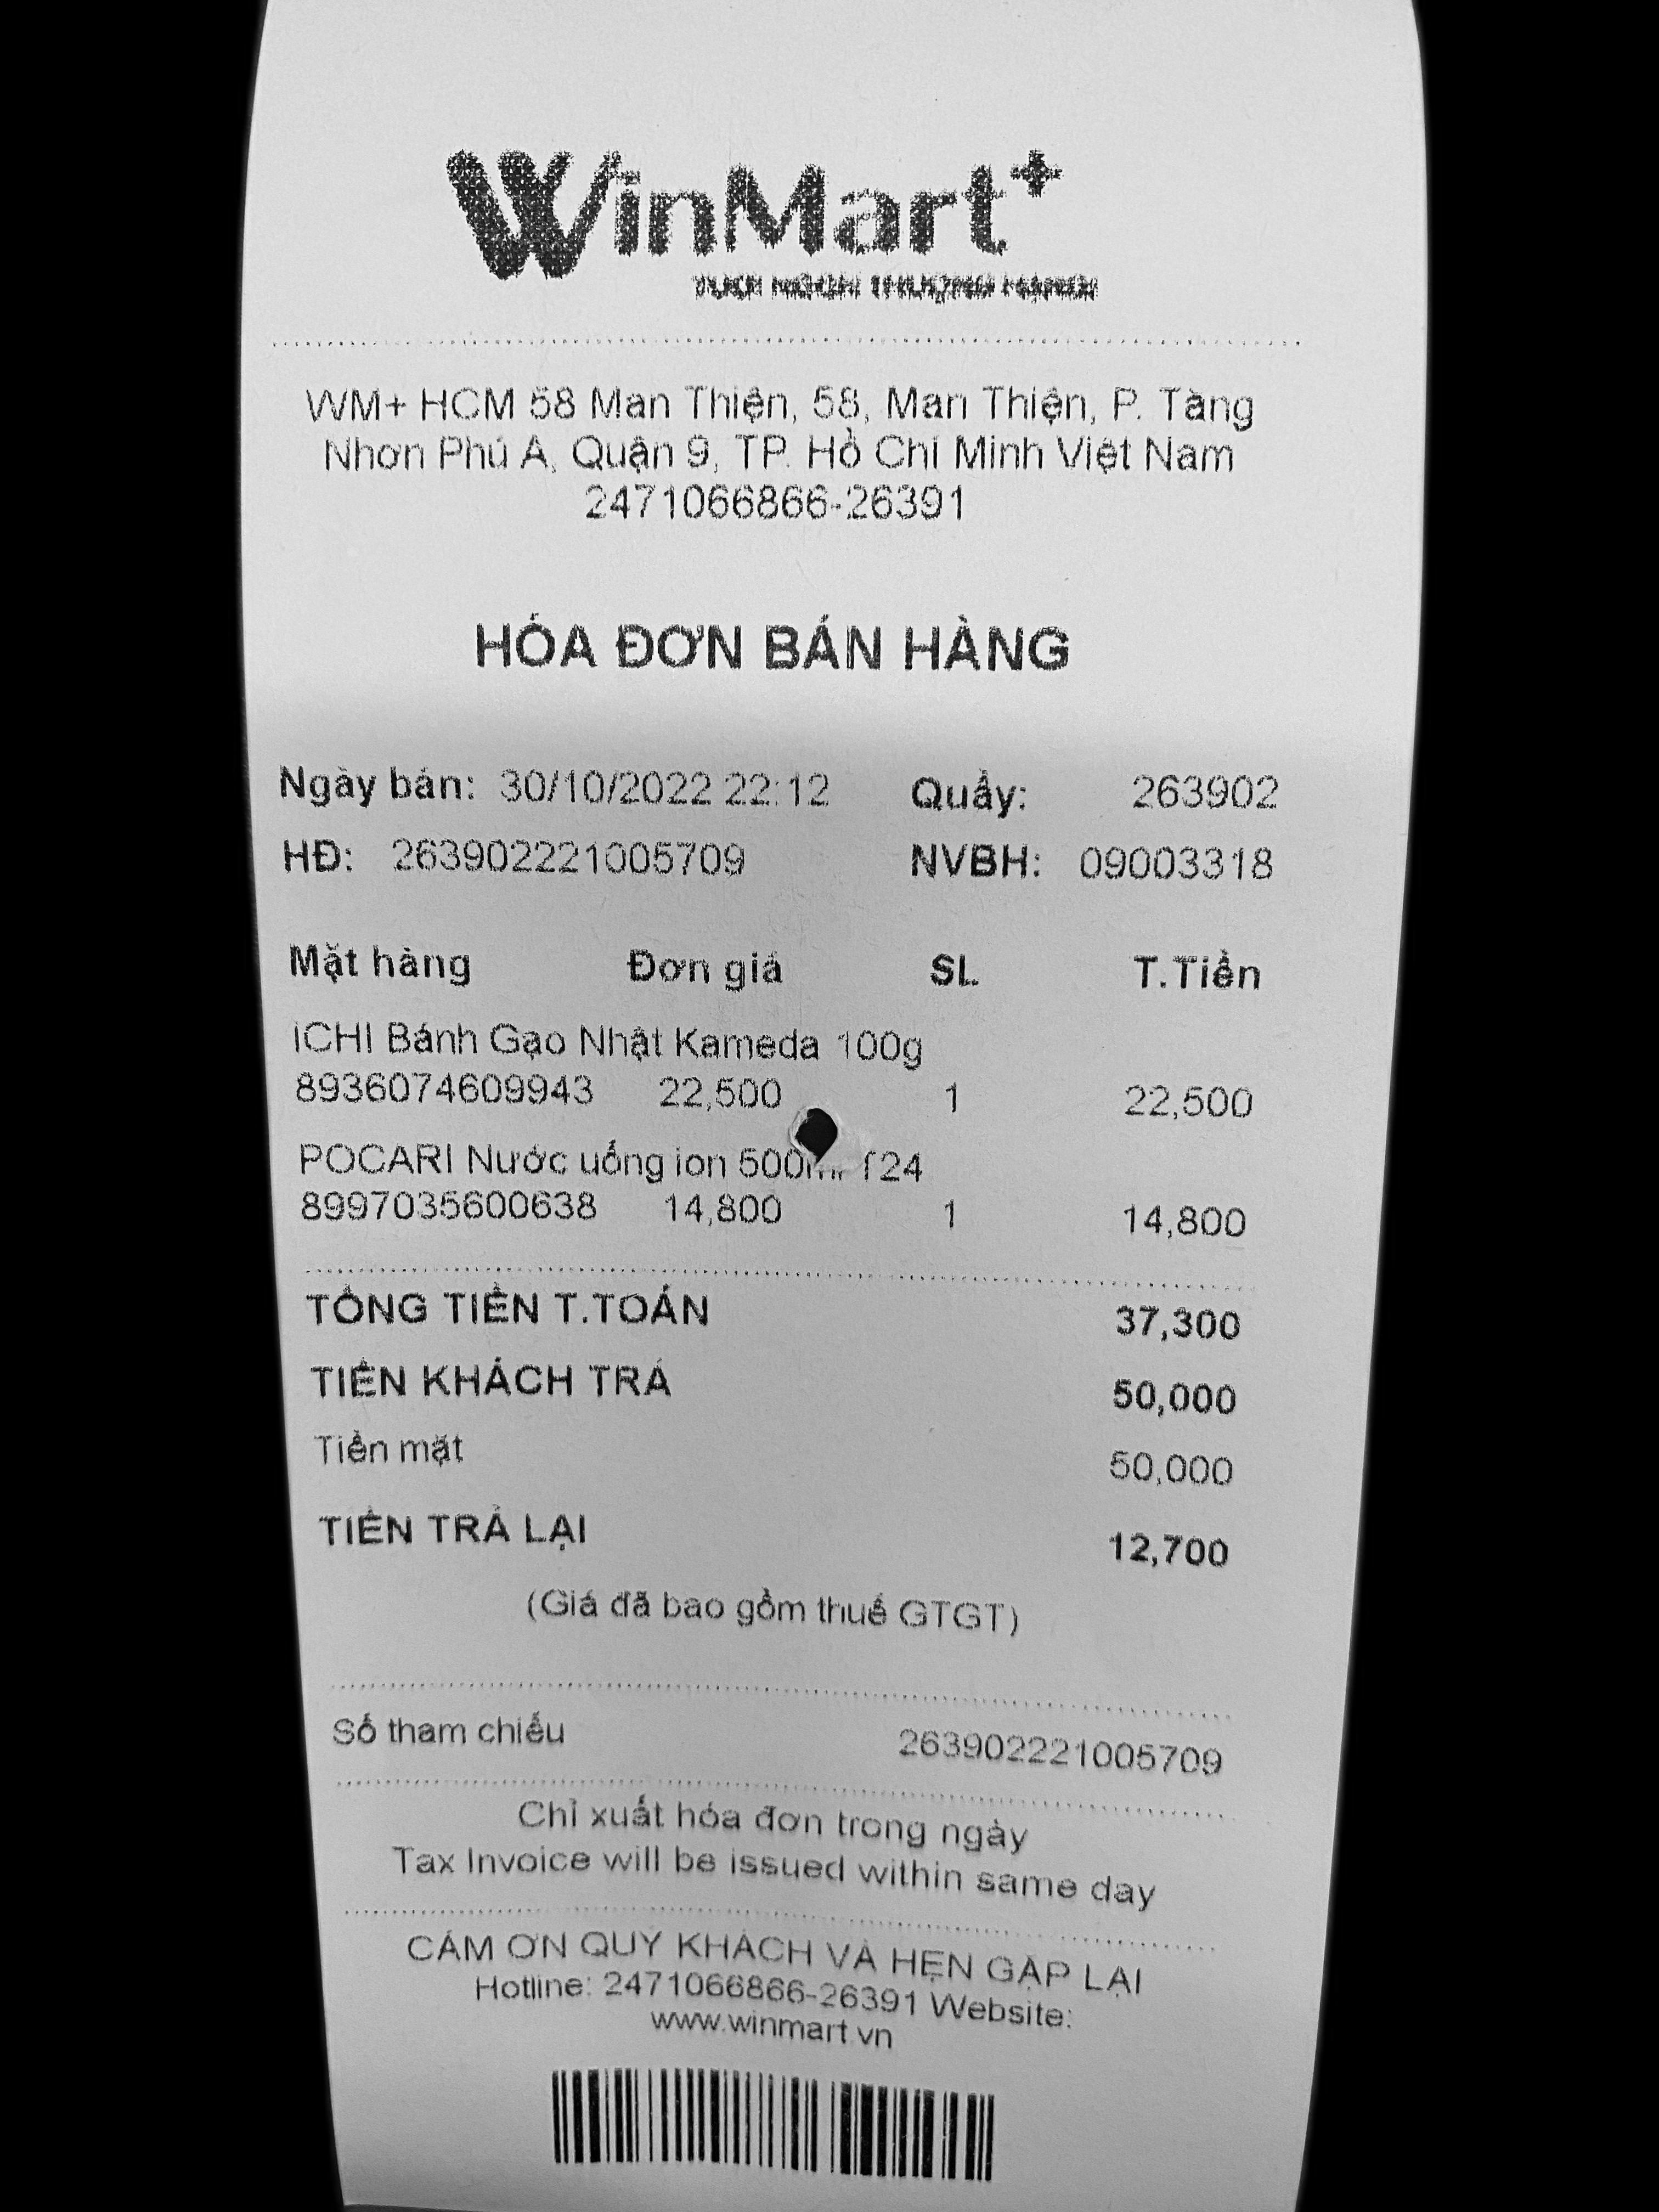 WinMart+
WM+ HCM 58 Man Thiện, 58, Man Thiện, P. Tăng
Nhơn Phú A, Quận 9, TP. Hồ Chí Minh Việt Nam
2471066866-26391
HÓA ĐƠN BÁN HÀNG
Ngày bán: 30/10/2022 22:12 Quầy: 263902
HĐ: 263902221005709 NVBH: 09003318
Mặt hàng Đơn giá SL T.Tiền
ICHI Bánh Gạo Nhật Kameda 100g
8936074609943 22,500 1 22,500
POCARI Nước uống ion 500ml T24
8997035600638 14,800 1 14,800
TỔNG TIỀN T.TOÁN 37,300
TIỀN KHÁCH TRẢ 50,000
Tiền mặt 50,000
TIỀN TRẢ LẠI 12,700
(Giá đã bao gồm thuế GTGT)
Số tham chiếu 263902221005709
Chỉ xuất hóa đơn trong ngày
Tax Invoice will be issued within same day
CẢM ƠN QUÝ KHÁCH VÀ HẸN GẶP LẠI
Hotline: 2471066866-26391 Website:
www.winmart.vn